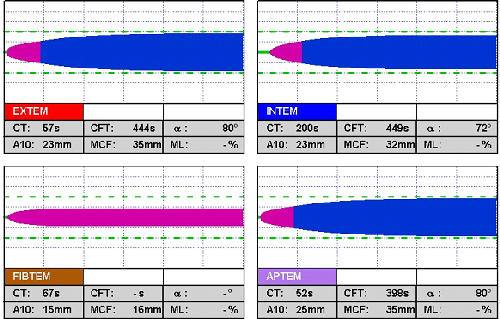 EXTEM
CT: 57s CFT: 444s α : 80°
A10: 23mm MCF: 35mm ML: - %
INTEM
CT: 200s CFT: 449s α : 72°
A10: 23mm MCF: 32mm ML: - %
FIBTEM
CT: 67s CFT: - s α : - °
A10: 15mm MCF: 16mm ML: - %
APTEM
CT: 52s CFT: 398s α : 80°
A10: 25mm MCF: 35mm ML: - %